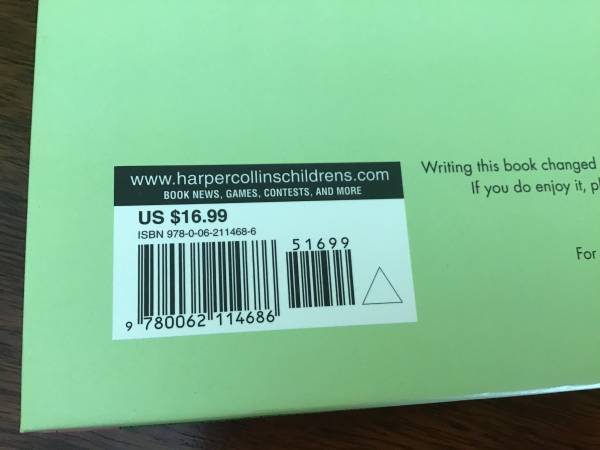 www.harpercollinschildrens.com
BOOK NEWS, GAMES, CONTESTS, AND MORE
US $16.99
ISBN 978-0-06-211468-6
51699
9 780062 114686
Writing this book changed
If you do enjoy it,
For